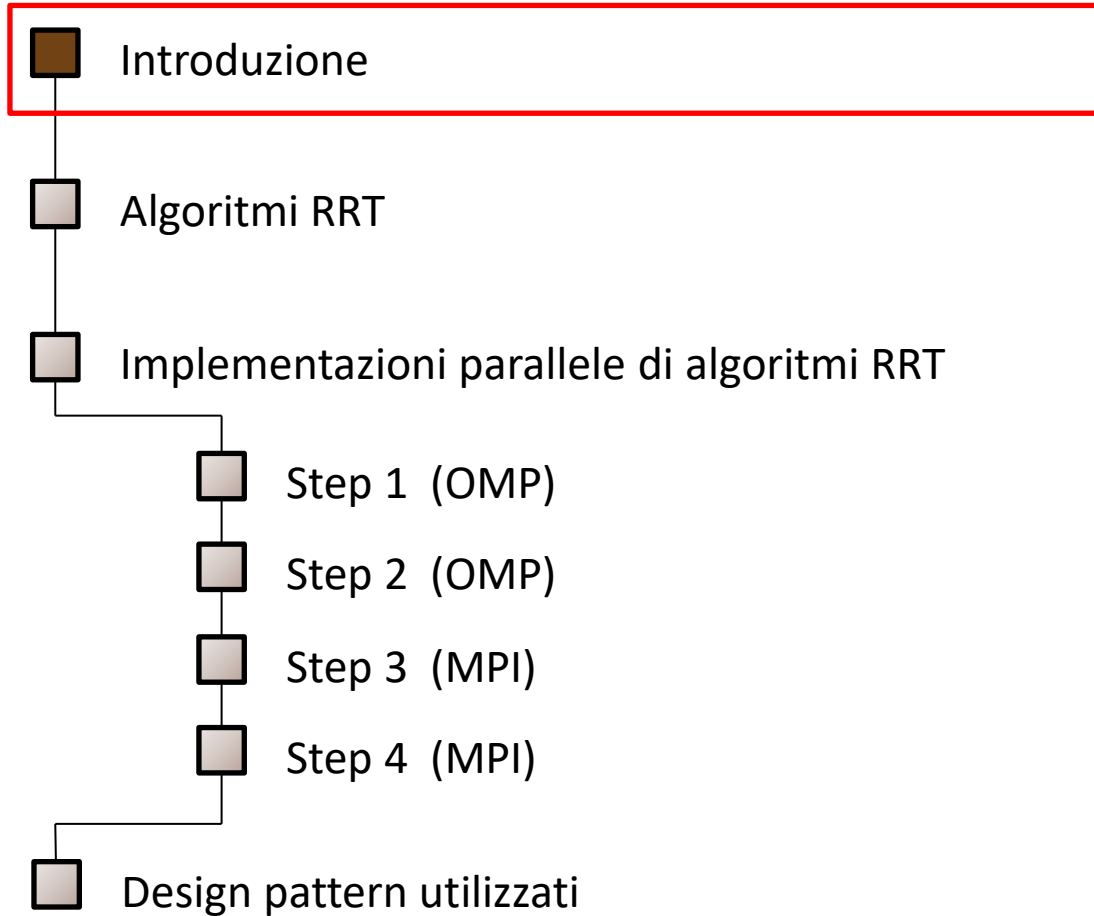 Introduzione
Algoritmi RRT
Implementazioni parallele di algoritmi RRT
Step 1 (OMP)
Step 2 (OMP)
Step 3 (MPI)
Step 4 (MPI)
Design pattern utilizzati